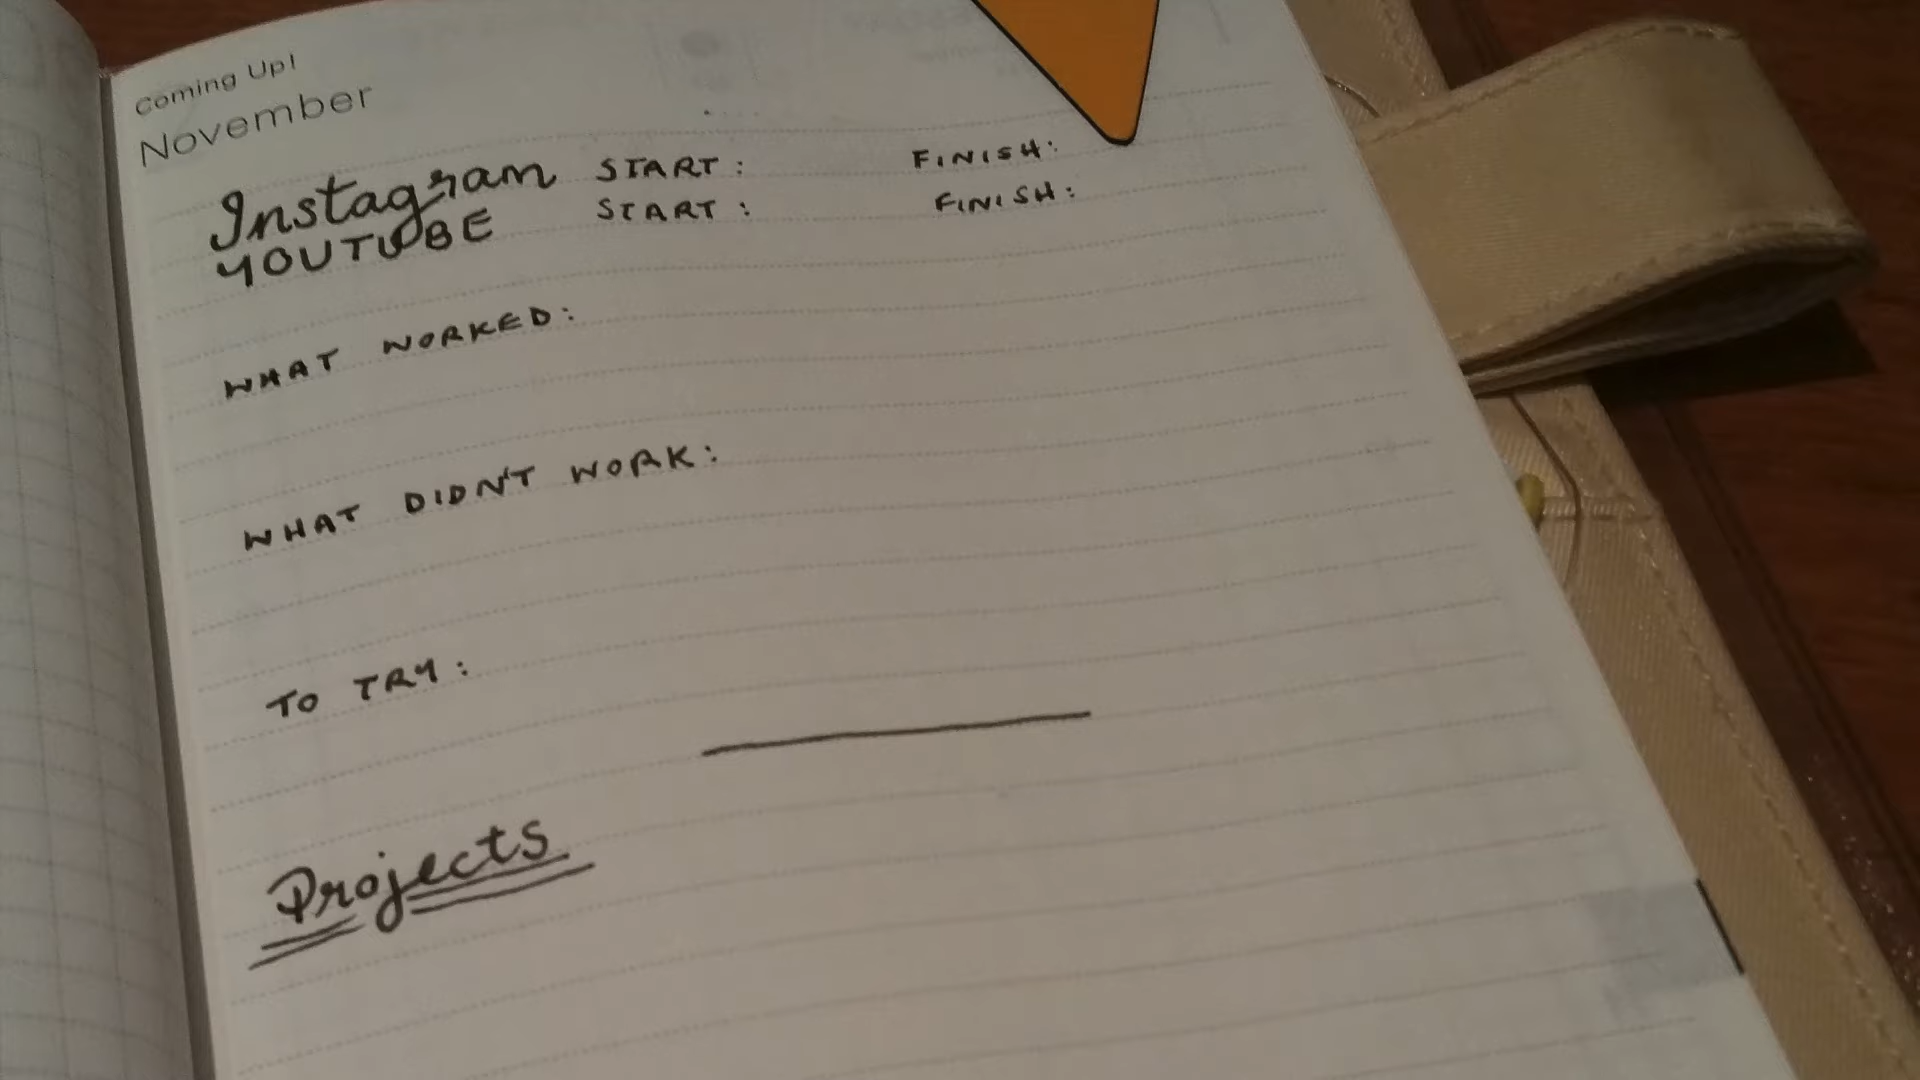 Coming Up!
November
Instagram START: FINISH:
YOUTUBE START: FINISH:
WHAT WORKED:
WHAT DIDN'T WORK:
TO TRY:
Projects